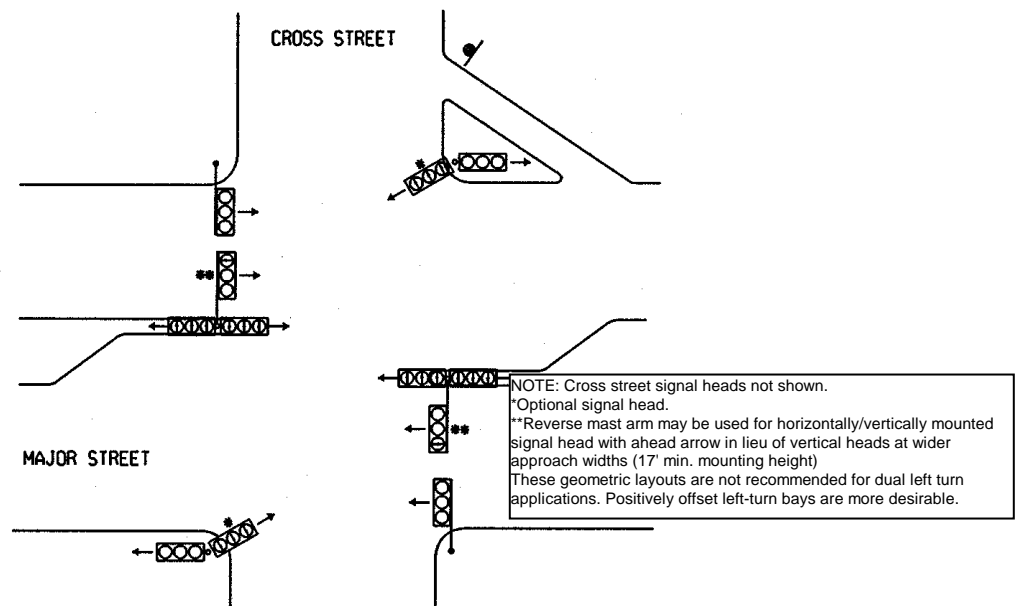 CROSS STREET
*
**
NOTE: Cross street signal heads not shown.
*Optional signal head.
**Reverse mast arm may be used for horizontally/vertically mounted
signal head with ahead arrow in lieu of vertical heads at wider
approach widths (17' min. mounting height)
These geometric layouts are not recommended for dual left turn
applications. Positively offset left-turn bays are more desirable.
**
MAJOR STREET
*